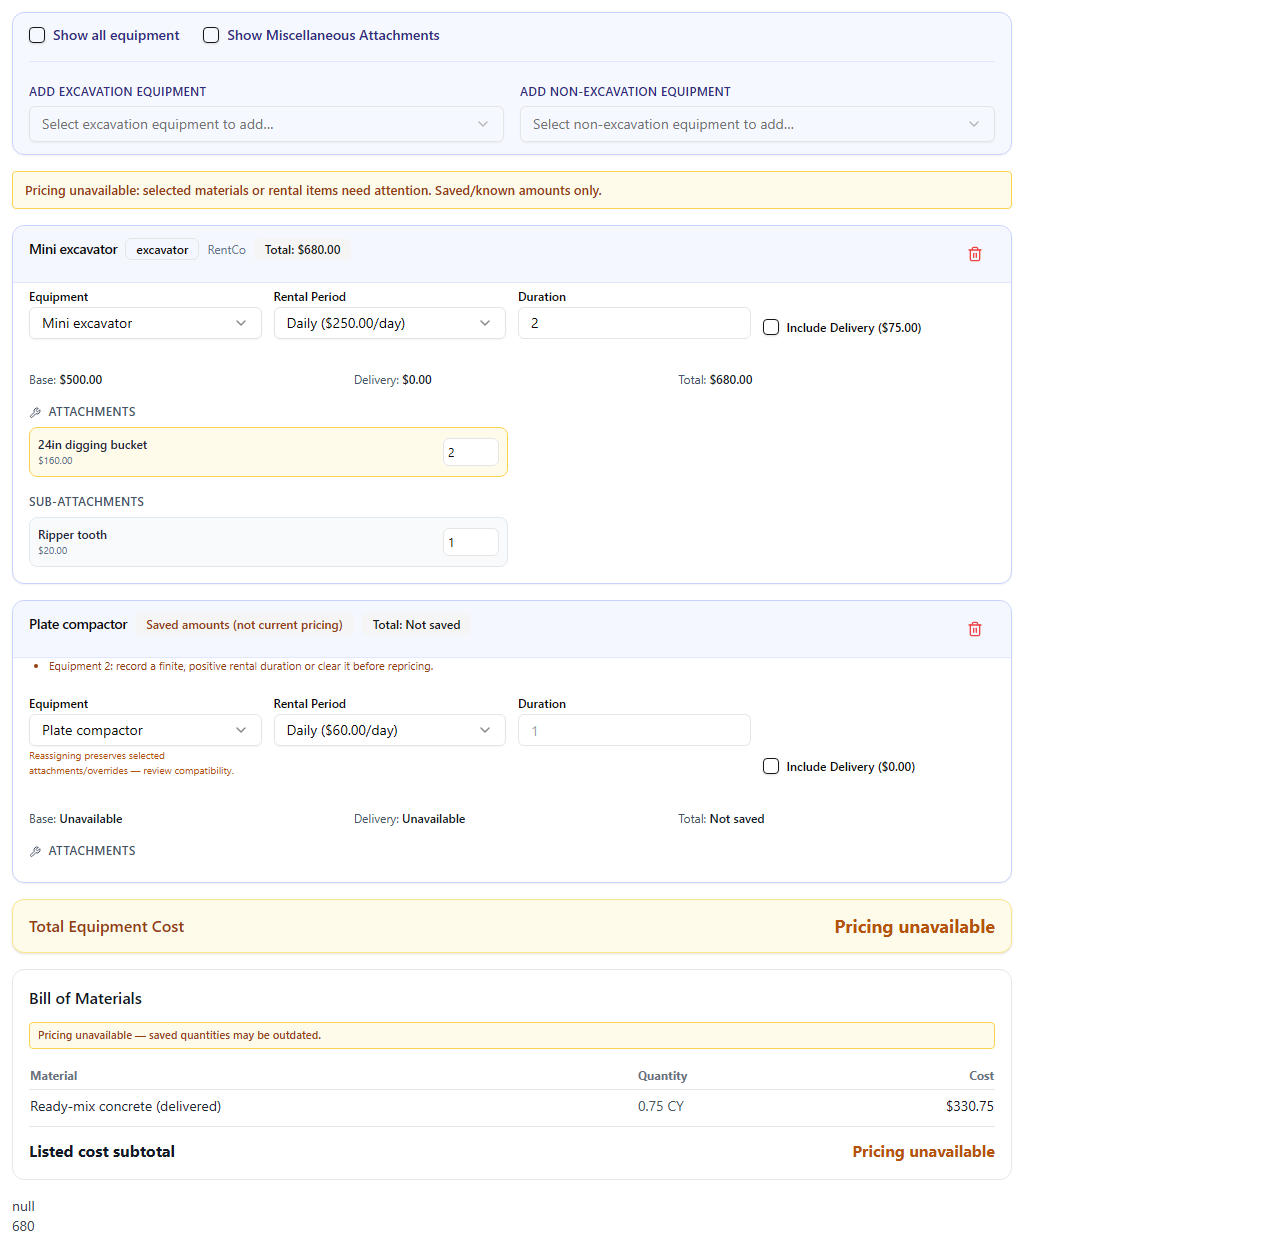 Show all equipment
Show Miscellaneous Attachments
ADD EXCAVATION EQUIPMENT
ADD NON-EXCAVATION EQUIPMENT
Select excavation equipment to add...
Select non-excavation equipment to add...
Pricing unavailable: selected materials or rental items need attention. Saved/known amounts only.
Mini excavator excavator RentCo Total: $680.00
Equipment
Rental Period
Duration
Mini excavator
Daily ($250.00/day)
2
Include Delivery ($75.00)
Base: $500.00
Delivery: $0.00
Total: $680.00
ATTACHMENTS
24in digging bucket
$160.00
2
SUB-ATTACHMENTS
Ripper tooth
$20.00
1
Plate compactor Saved amounts (not current pricing) Total: Not saved
• Equipment 2: record a finite, positive rental duration or clear it before repricing.
Equipment
Rental Period
Duration
Plate compactor
Daily ($60.00/day)
1
Reassigning preserves selected
attachments/overrides — review compatibility.
Include Delivery ($0.00)
Base: Unavailable
Delivery: Unavailable
Total: Not saved
ATTACHMENTS
Total Equipment Cost
Pricing unavailable
Bill of Materials
Pricing unavailable — saved quantities may be outdated.
Material Quantity Cost
Ready-mix concrete (delivered) 0.75 CY $330.75
Listed cost subtotal
Pricing unavailable
null
680